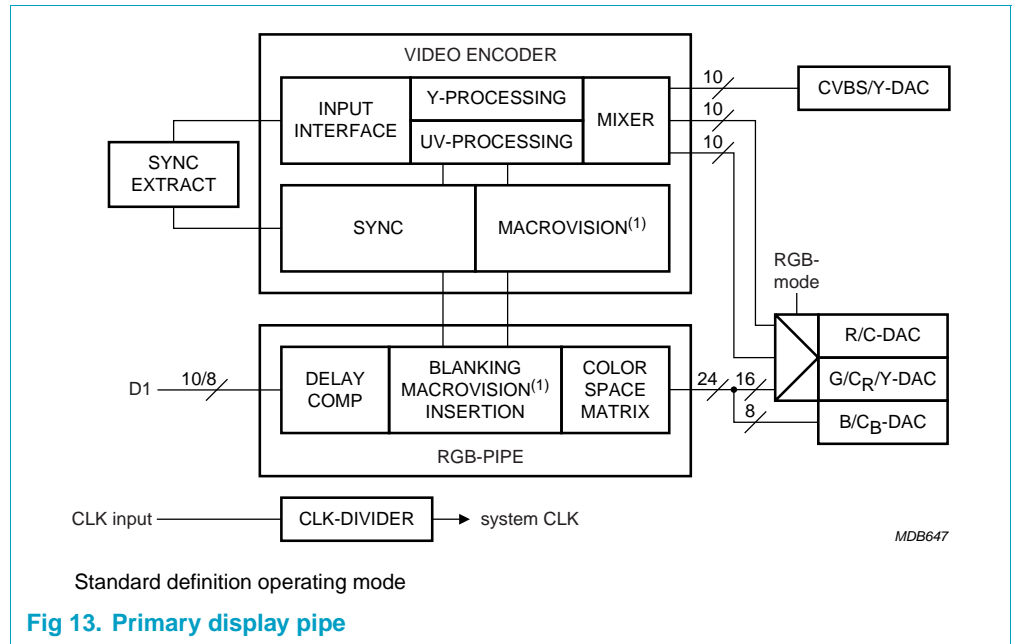 VIDEO ENCODER
INPUT
INTERFACE
Y-PROCESSING
UV-PROCESSING
MIXER
10
10
10
CVBS/Y-DAC
SYNC
EXTRACT
SYNC
MACROVISION(1)
RGB-
mode
R/C-DAC
G/CR/Y-DAC
B/CB-DAC
D1
10/8
DELAY
COMP
BLANKING
MACROVISION(1)
INSERTION
COLOR
SPACE
MATRIX
24
16
8
RGB-PIPE
CLK input
CLK-DIVIDER
system CLK
MDB647
Standard definition operating mode
Fig 13. Primary display pipe